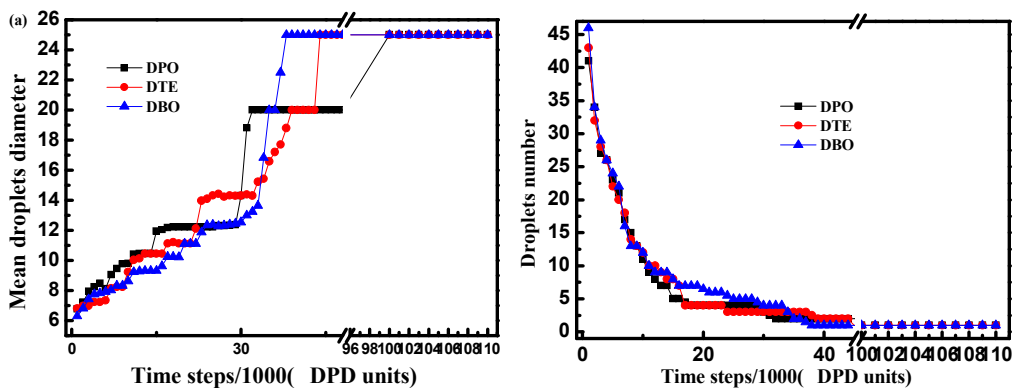 (a)
Mean droplets diameter
26
24
22
20
18
16
14
12
10
8
6
DPO
DTE
DBO
0
30
96 98 100 102 104 106 108 110
Time steps/1000( DPD units)
Droplets number
45
40
35
30
25
20
15
10
5
0
DPO
DTE
DBO
0
20
40
100 100 102 104 106 108 110
Time steps/1000( DPD units)